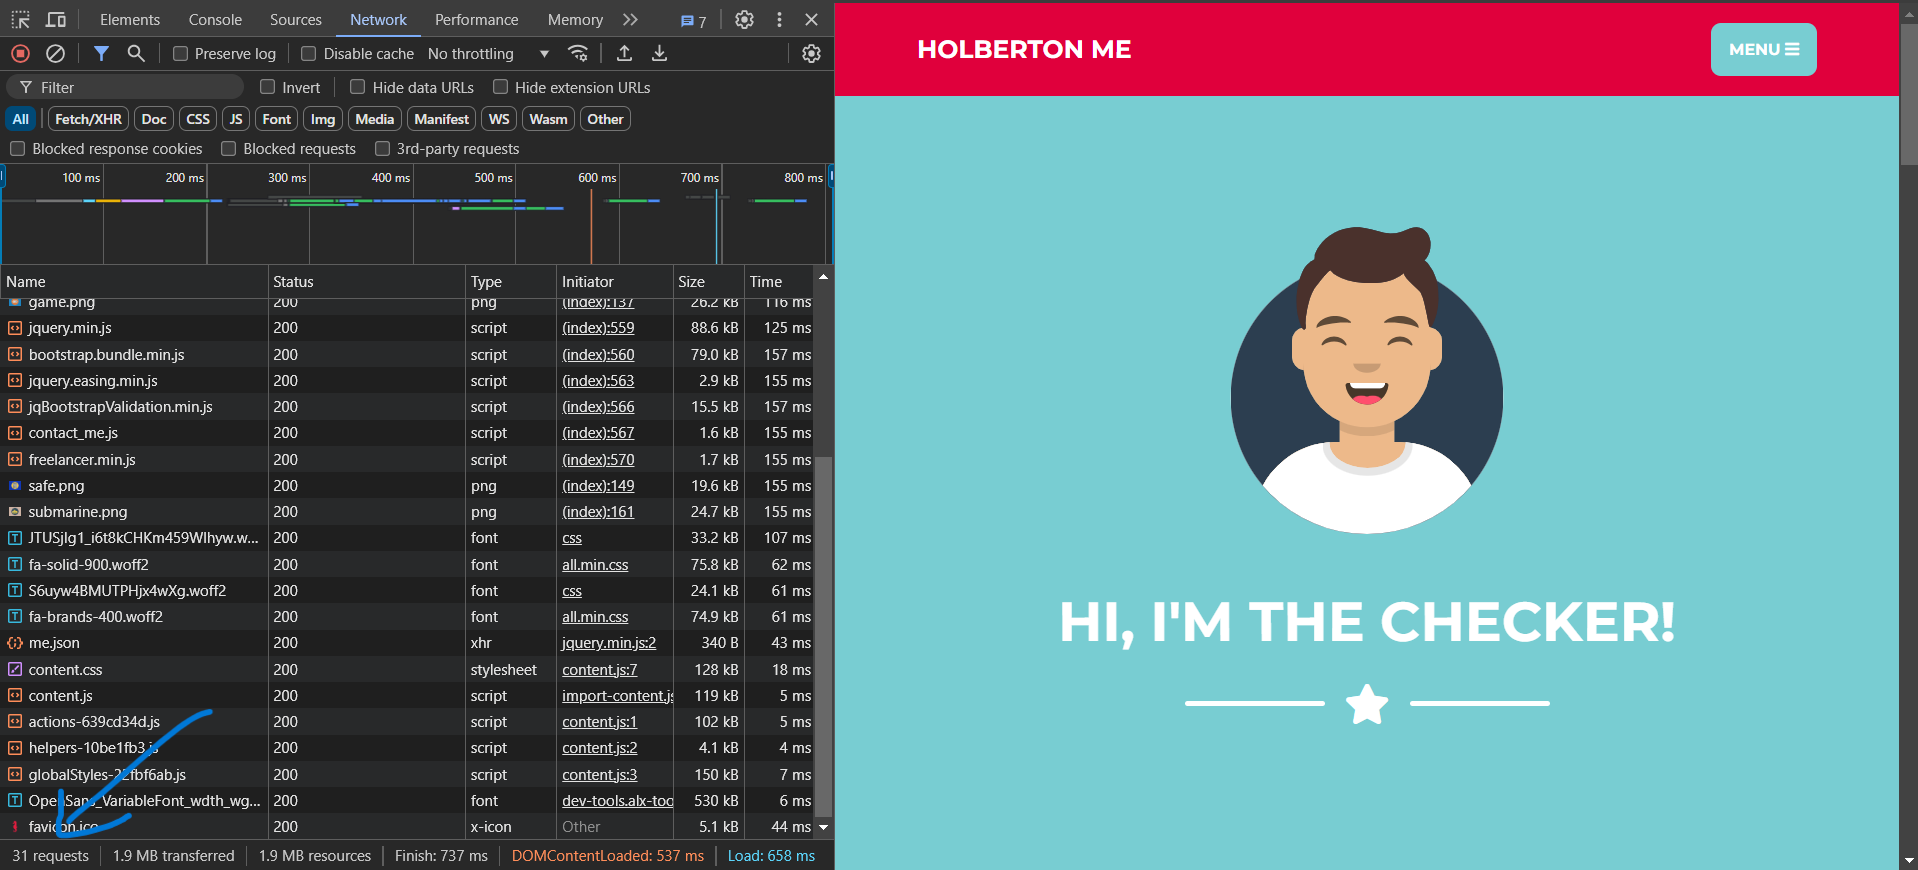 Elements Console Sources Network Performance Memory 7
Preserve log Disable cache No throttling
Filter Invert Hide data URLs Hide extension URLs
All Fetch/XHR Doc CSS JS Font Img Media Manifest WS Wasm Other
Blocked response cookies Blocked requests 3rd-party requests
100 ms 200 ms 300 ms 400 ms 500 ms 600 ms 700 ms 800 ms
Name Status Type Initiator Size Time
game.png 200 png (index):137 26.2 kB 116 ms
jquery.min.js 200 script (index):559 88.6 kB 125 ms
bootstrap.bundle.min.js 200 script (index):560 79.0 kB 157 ms
jquery.easing.min.js 200 script (index):563 2.9 kB 155 ms
jqBootstrapValidation.min.js 200 script (index):566 15.5 kB 157 ms
contact_me.js 200 script (index):567 1.6 kB 155 ms
freelancer.min.js 200 script (index):570 1.7 kB 155 ms
safe.png 200 png (index):149 19.6 kB 155 ms
submarine.png 200 png (index):161 24.7 kB 155 ms
JTUSjIg1_i6t8kCHKm459Wlhyw.w... 200 font css 33.2 kB 107 ms
fa-solid-900.woff2 200 font all.min.css 75.8 kB 62 ms
S6uyw4BMUTPHjx4wXg.woff2 200 font css 24.1 kB 61 ms
fa-brands-400.woff2 200 font all.min.css 74.9 kB 61 ms
me.json 200 xhr jquery.min.js:2 340 B 43 ms
content.css 200 stylesheet content.js:7 128 kB 18 ms
content.js 200 script import-content.js 119 kB 5 ms
actions-639cd34d.js 200 script content.js:1 102 kB 5 ms
helpers-10be1fb3.js 200 script content.js:2 4.1 kB 4 ms
globalStyles-22fbf6ab.js 200 script content.js:3 150 kB 7 ms
OpenSans_VariableFont_wdth_wg... 200 font dev-tools.alx-too 530 kB 6 ms
favicon.ico 200 x-icon Other 5.1 kB 44 ms
31 requests 1.9 MB transferred 1.9 MB resources Finish: 737 ms DOMContentLoaded: 537 ms Load: 658 ms
HOLBERTON ME
MENU
HI, I'M THE CHECKER!